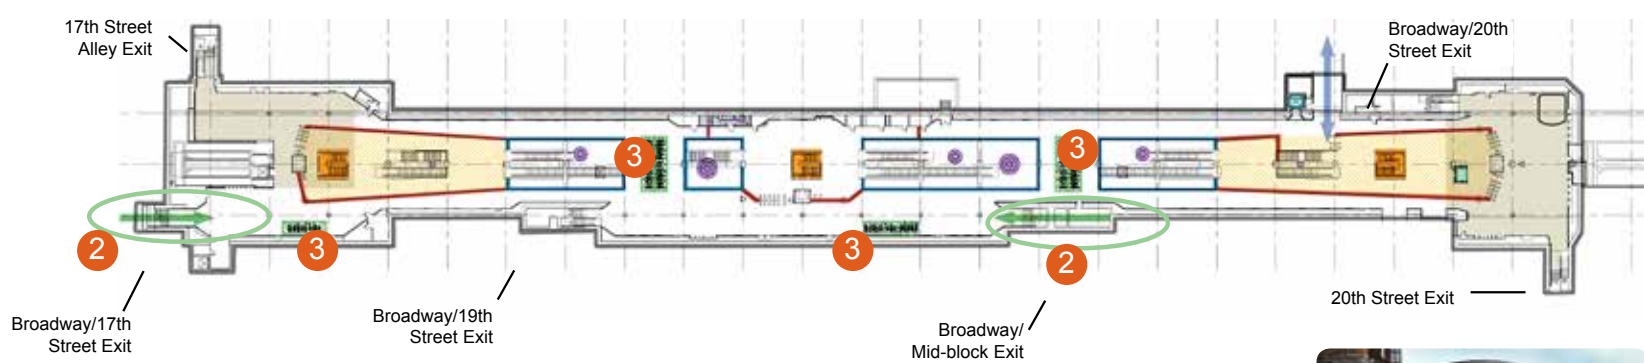 17th Street
Alley Exit
Broadway/20th
Street Exit
3
3
2
3
3
2
20th Street Exit
Broadway/17th
Street Exit
Broadway/19th
Street Exit
Broadway/
Mid-block Exit